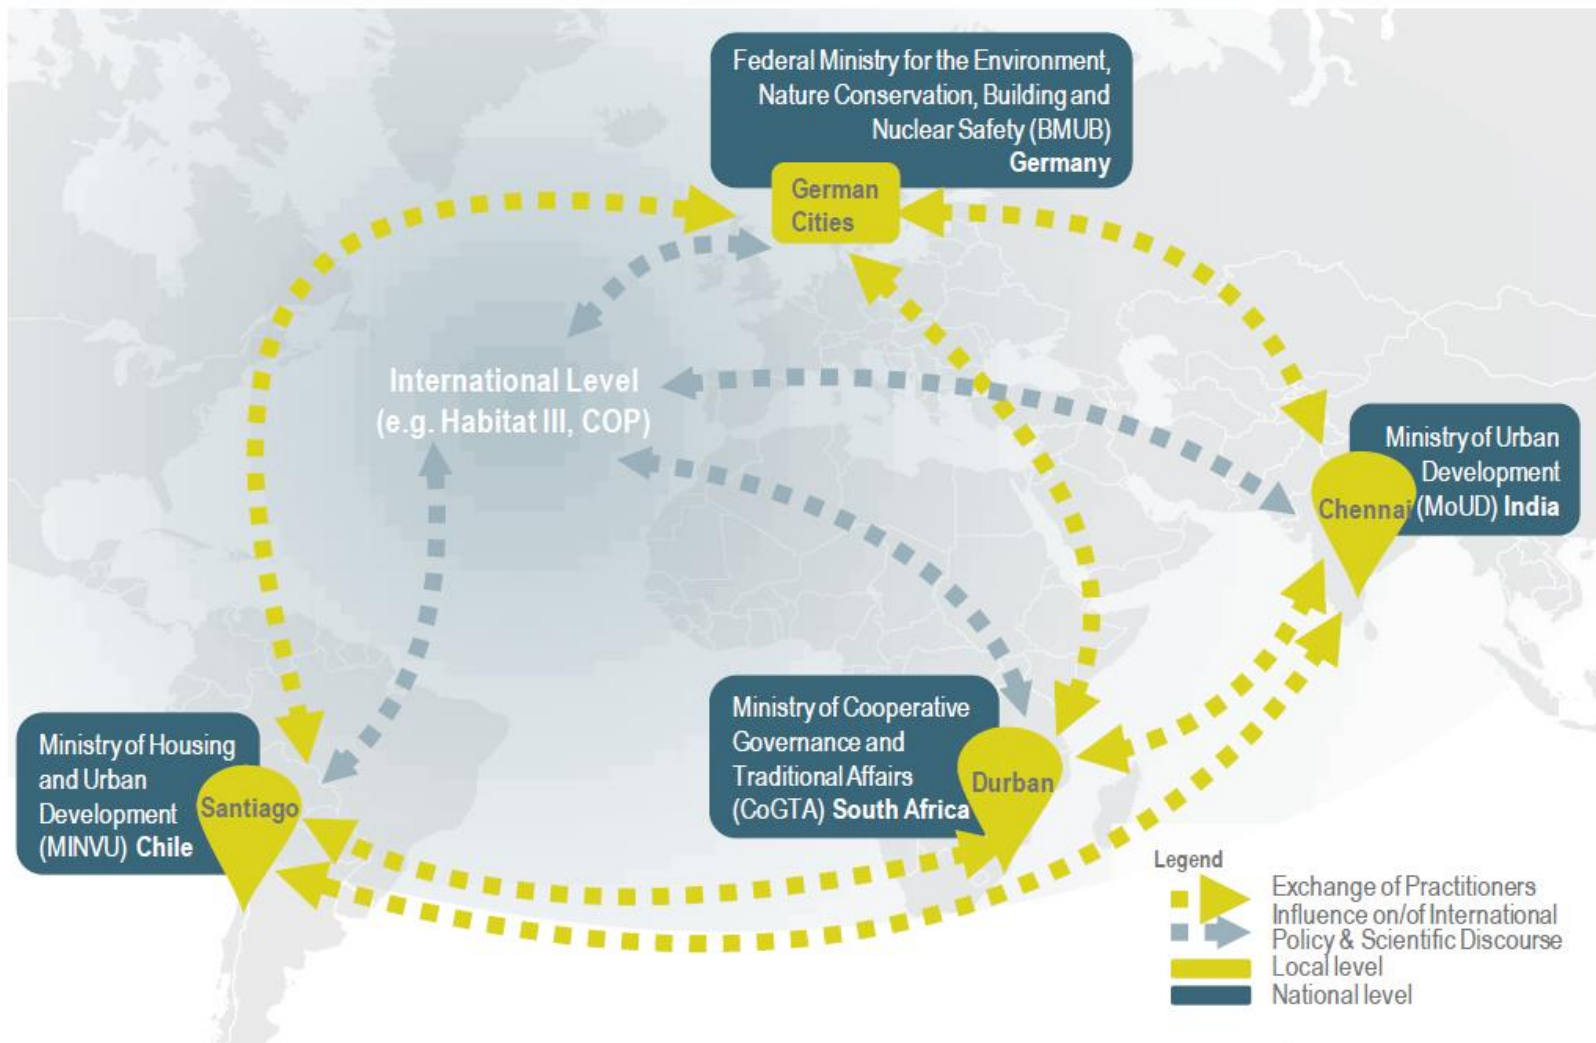 Federal Ministry for the Environment,
Nature Conservation, Building and
Nuclear Safety (BMUB)
Germany
German
Cities
International Level
(e.g. Habitat III, COP)
Ministry of Urban
Development
(MoUD) India
Chennai
Ministry of Housing
and Urban
Development
(MINVU) Chile
Santiago
Ministry of Cooperative
Governance and
Traditional Affairs
(CoGTA) South Africa
Durban
Legend
Exchange of Practitioners
Influence on/of International
Policy & Scientific Discourse
Local level
National level